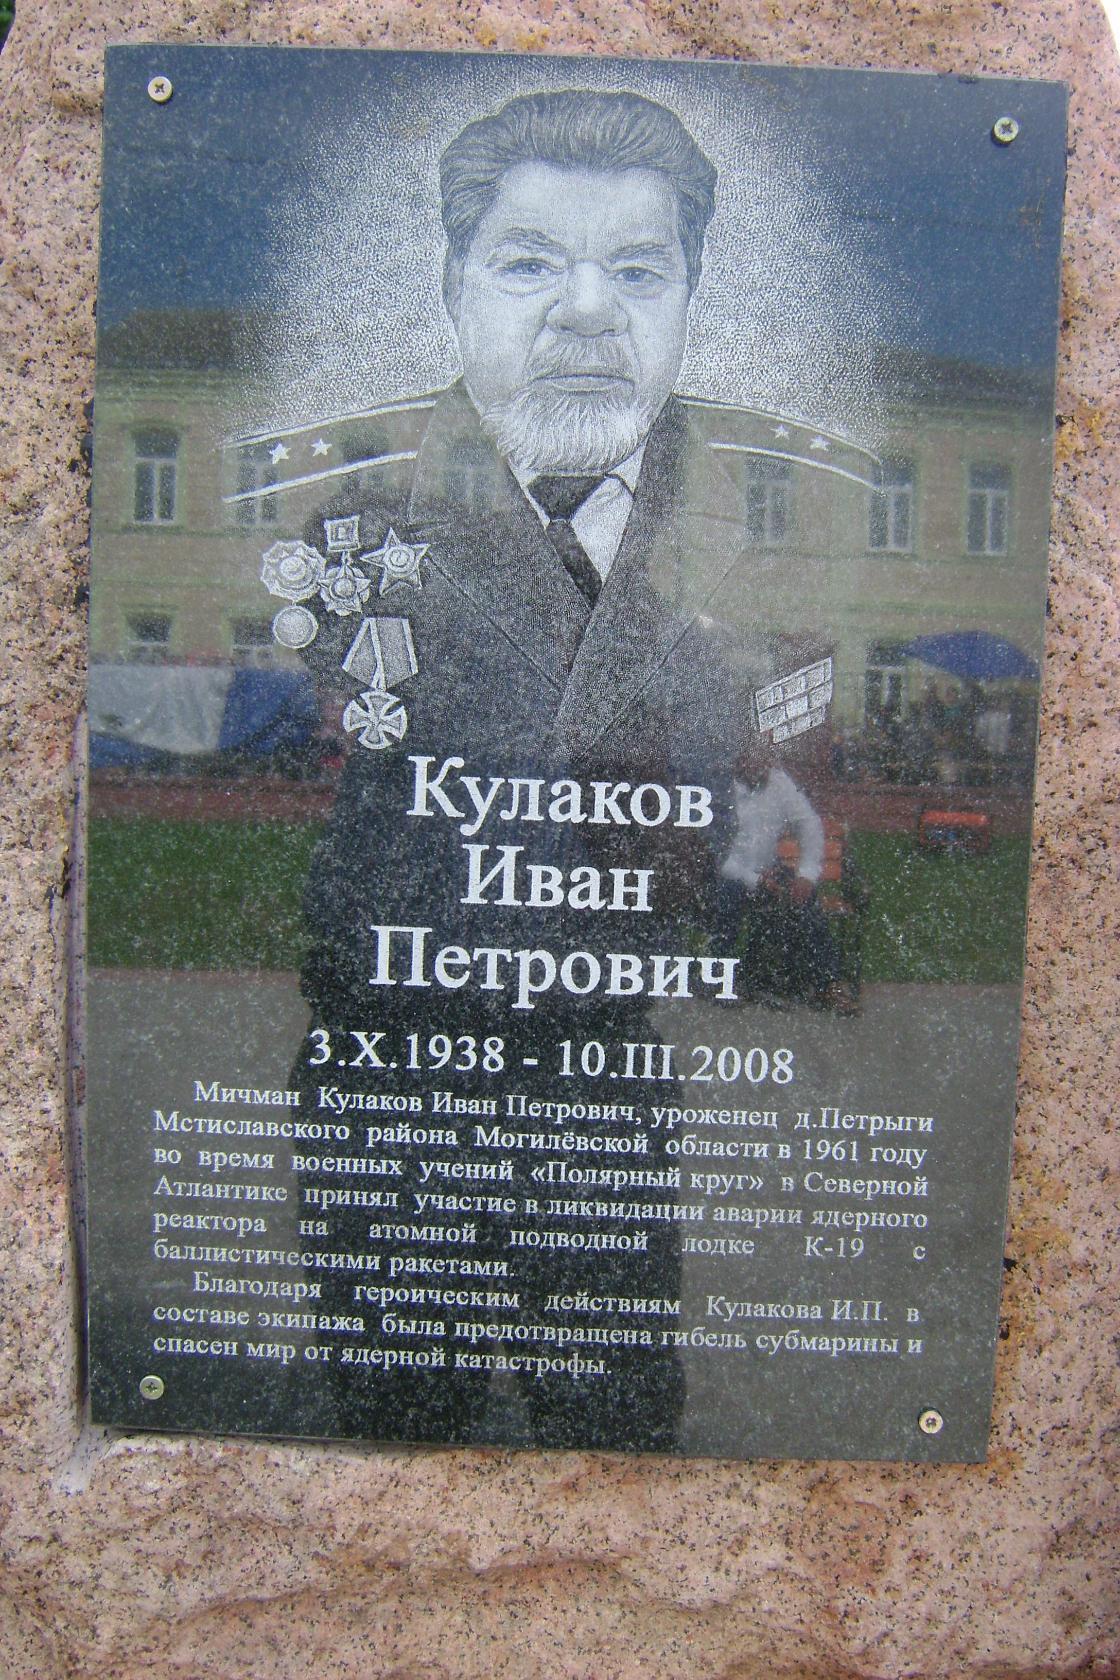 Кулаков
Иван
Петрович
3.X.1938 - 10.III.2008
Мичман Кулаков Иван Петрович, уроженец д.Петрыги
Мстиславского района Могилёвской области в 1961 году
во время военных учений «Полярный круг» в Северной
Атлантике принял участие в ликвидации аварии ядерного
реактора на атомной подводной лодке К-19 с
баллистическими ракетами.
Благодаря героическим действиям Кулакова И.П. в
составе экипажа была предотвращена гибель субмарины и
спасен мир от ядерной катастрофы.